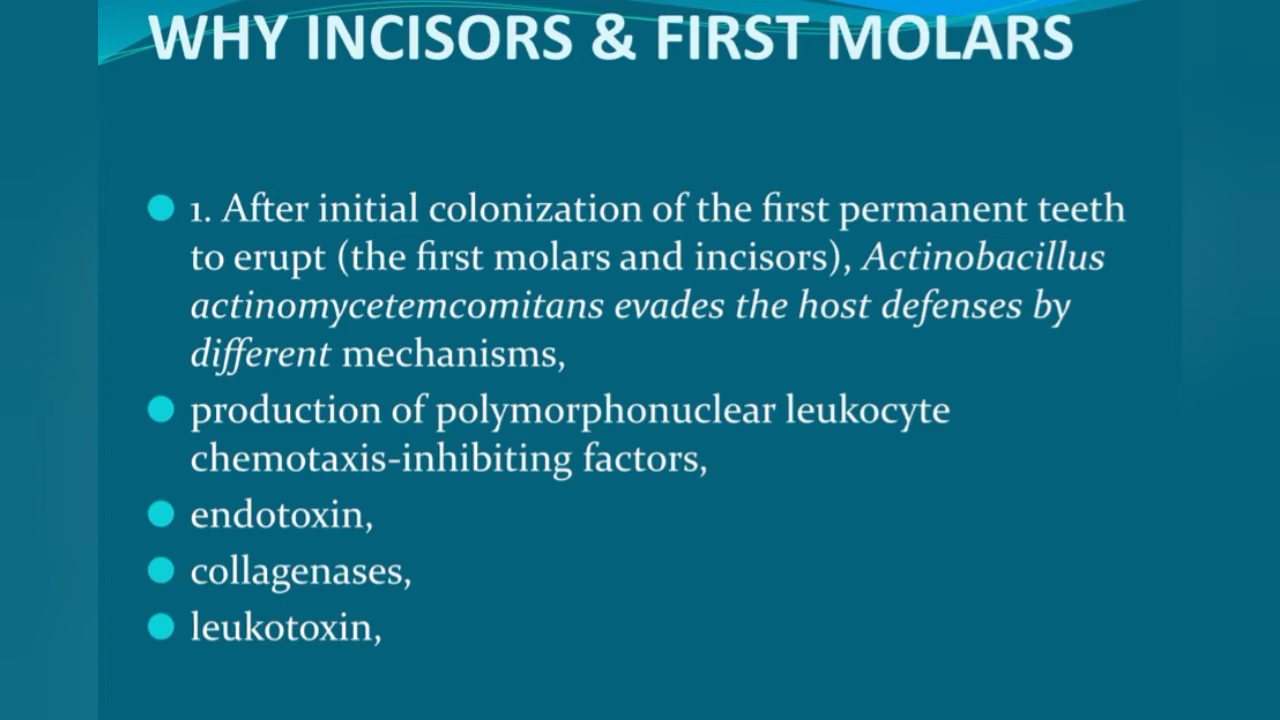 WHY INCISORS & FIRST MOLARS
1. After initial colonization of the first permanent teeth
to erupt (the first molars and incisors), Actinobacillus
actinomycetemcomitans evades the host defenses by
different mechanisms,
production of polymorphonuclear leukocyte
chemotaxis-inhibiting factors,
endotoxin,
collagenases,
leukotoxin,